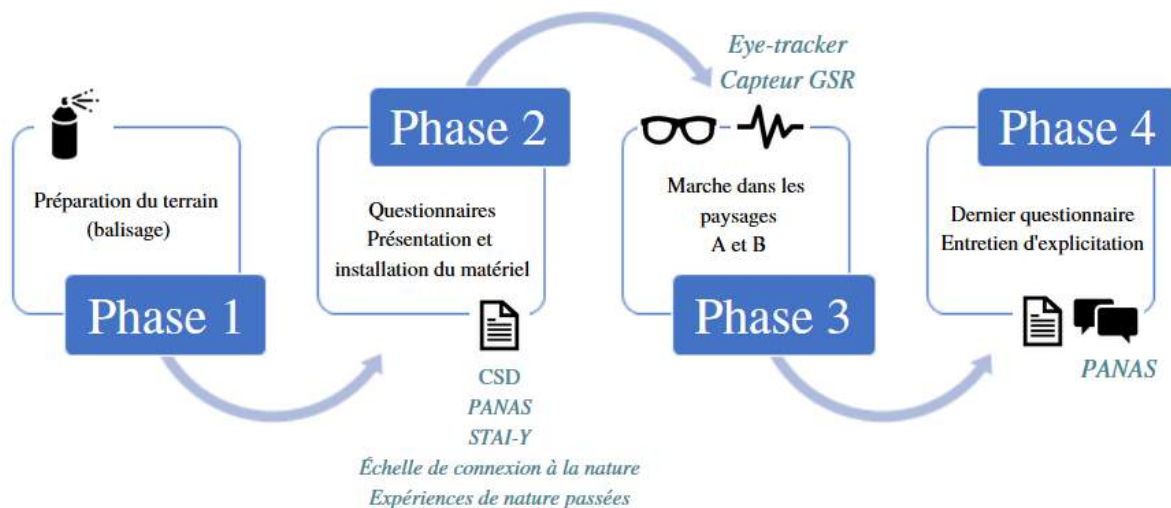 Préparation du terrain
(balisage)
Phase 1
Phase 2
Questionnaires
Présentation et
installation du matériel
CSD
PANAS
STAI-Y
Échelle de connexion à la nature
Expériences de nature passées
Eye-tracker
Capteur GSR
Marche dans les
paysages
A et B
Phase 3
Phase 4
Dernier questionnaire
Entretien d'explicitation
PANAS